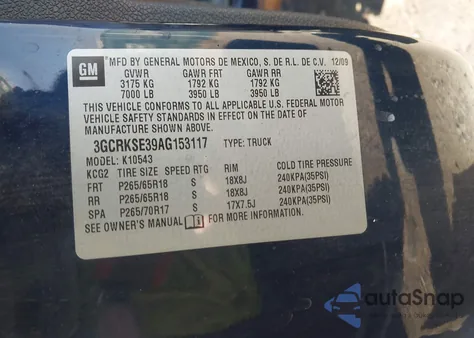 GM
MFD BY GENERAL MOTORS DE MEXICO, S. DE R.L. DE C.V. 12/09
GVWR GAWR FRT GAWR RR
3175 KG 1792 KG 1792 KG
7000 LB 3950 LB 3950 LB
THIS VEHICLE CONFORMS TO ALL APPLICABLE U.S. FEDERAL MOTOR
VEHICLE SAFETY, BUMPER, AND THEFT PREVENTION STANDARDS IN
EFFECT ON THE DATE OF MANUFACTURE SHOWN ABOVE.
3GCRKSE39AG153117 TYPE: TRUCK
MODEL: K10543
KCG2 TIRE SIZE SPEED RTG RIM COLD TIRE PRESSURE
FRT P265/65R18 S 18X8J 240KPA(35PSI)
RR P265/65R18 S 18X8J 240KPA(35PSI)
SPA P265/70R17 S 17X7.5J 240KPA(35PSI)
SEE OWNER'S MANUAL
autoSnap